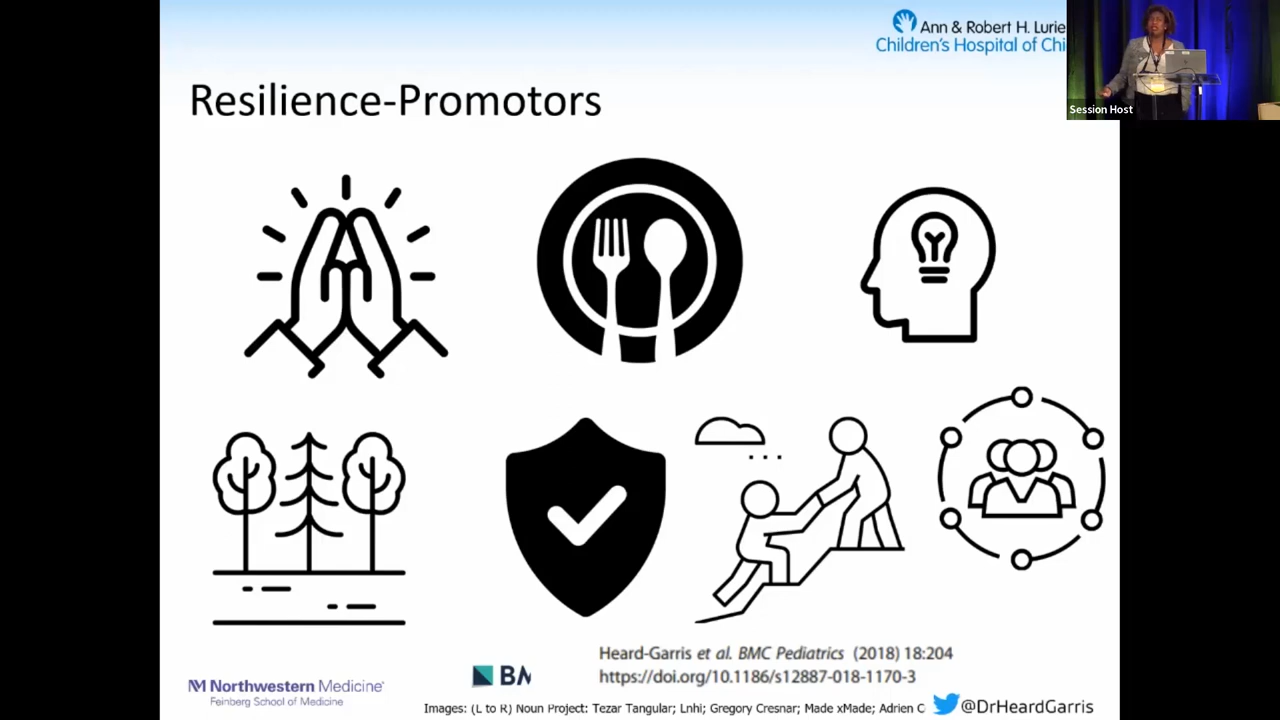 Ann & Robert H. Lurie
Children's Hospital of Chi
Session Host
Resilience-Promotors
Heard-Garris et al. BMC Pediatrics (2018) 18:204
https://doi.org/10.1186/s12887-018-1170-3
Northwestern Medicine
Feinberg School of Medicine
BM
Images: (L to R) Noun Project: Tezar Tangular; Lnhi; Gregory Cresnar; Made xMade; Adrien C
@DrHeardGarris